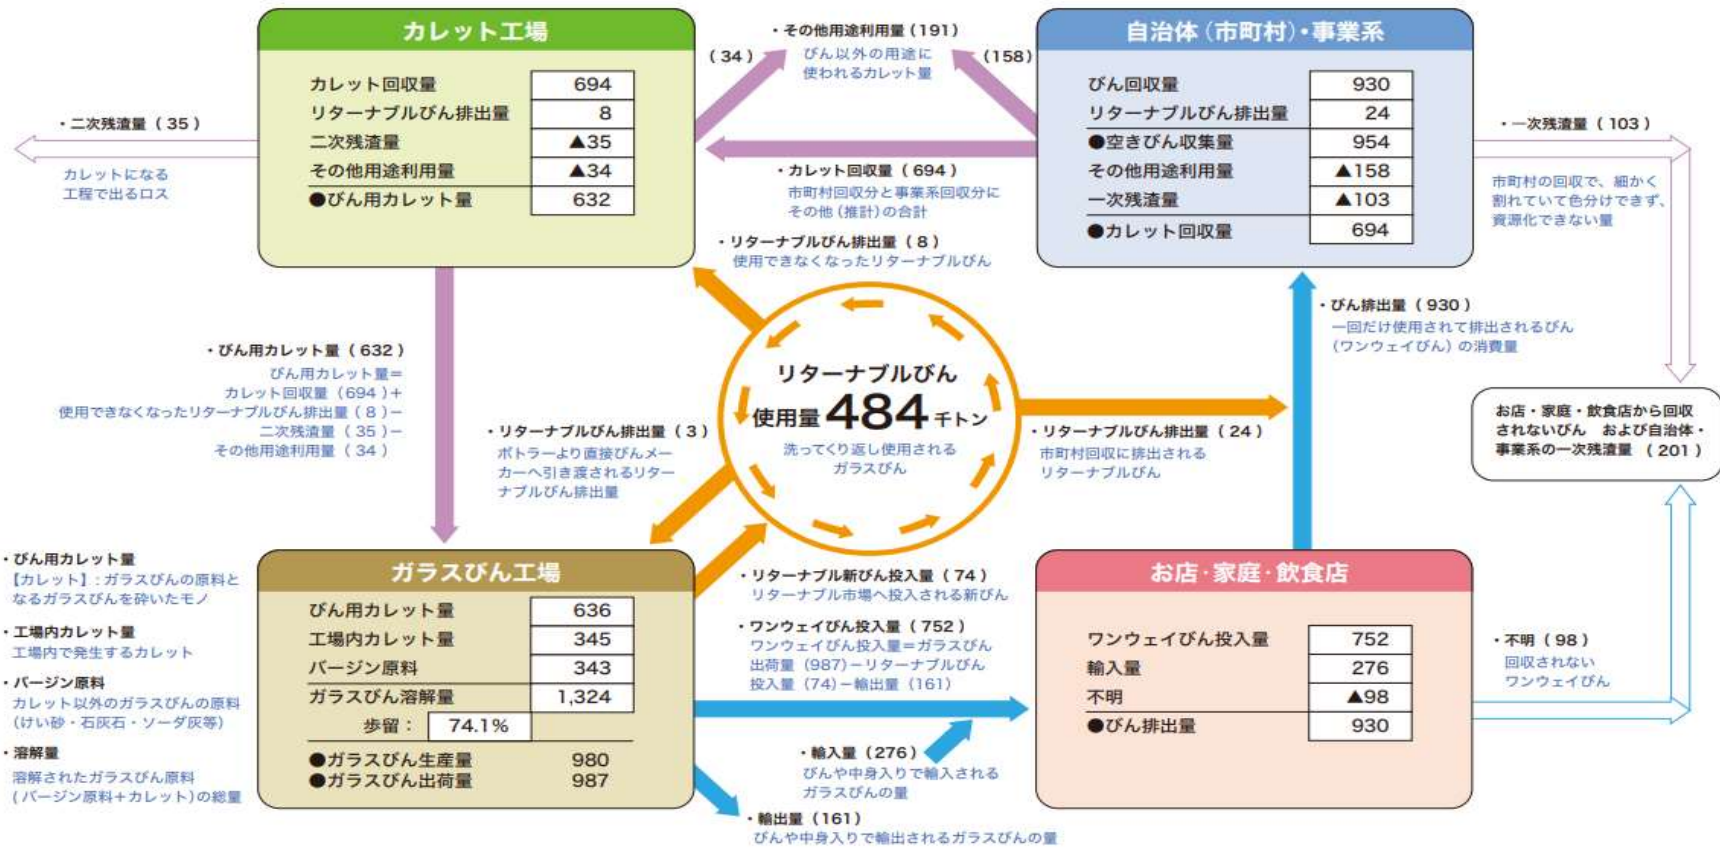 カレット工場
カレット回収量 694
リターナブルびん排出量 8
二次残渣量 ▲35
その他用途利用量 ▲34
●びん用カレット量 632
・二次残渣量（ 35 ）
カレットになる
工程で出るロス
（ 34 ）
・その他用途利用量（191）
びん以外の用途に
使われるカレット量
（158）
・カレット回収量（ 694 ）
市町村回収分と事業系回収分に
その他（推計）の合計
自治体（市町村）・事業系
びん回収量 930
リターナブルびん排出量 24
●空きびん収集量 954
その他用途利用量 ▲158
一次残渣量 ▲103
●カレット回収量 694
・一次残渣量（ 103 ）
市町村の回収で、細かく
割れていて色分けできず、
資源化できない量
・リターナブルびん排出量（ 8 ）
使用できなくなったリターナブルびん
・びん排出量（ 930 ）
一回だけ使用されて排出されるびん
（ワンウェイびん）の消費量
・びん用カレット量（ 632 ）
びん用カレット量＝
カレット回収量（ 694 ）＋
使用できなくなったリターナブルびん排出量（ 8 ）－
二次残渣量（ 35 ）－
その他用途利用量（ 34 ）
リターナブルびん
使用量 484 千トン
洗ってくり返し使用される
ガラスびん
・リターナブルびん排出量（ 3 ）
ボトラーより直接びんメー
カーへ引き渡されるリター
ナブルびん排出量
・リターナブルびん排出量（ 24 ）
市町村回収に排出される
リターナブルびん
お店・家庭・飲食店から回収
されないびん　および自治体・
事業系の一次残渣量（ 201 ）
・びん用カレット量
【カレット】：ガラスびんの原料と
なるガラスびんを砕いたモノ
・工場内カレット量
工場内で発生するカレット
・バージン原料
カレット以外のガラスびんの原料
（けい砂・石灰石・ソーダ灰等）
・溶解量
溶解されたガラスびん原料
（バージン原料＋カレット）の総量
ガラスびん工場
びん用カレット量 636
工場内カレット量 345
バージン原料 343
ガラスびん溶解量 1,324
歩留： 74.1%
●ガラスびん生産量 980
●ガラスびん出荷量 987
・リターナブル新びん投入量（ 74 ）
リターナブル市場へ投入される新びん
・ワンウェイびん投入量（ 752 ）
ワンウェイびん投入量＝ガラスびん
出荷量（987）－リターナブルびん
投入量（74）－輸出量（161）
・輸入量（276）
びんや中身入りで輸入される
ガラスびんの量
・輸出量（161）
びんや中身入りで輸出されるガラスびんの量
お店・家庭・飲食店
ワンウェイびん投入量 752
輸入量 276
不明 ▲98
●びん排出量 930
・不明（ 98 ）
回収されない
ワンウェイびん